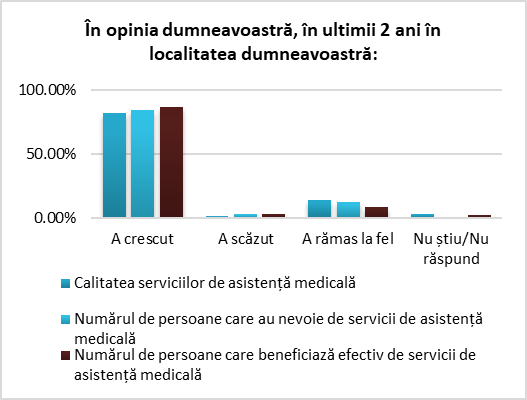 În opinia dumneavoastră, în ultimii 2 ani în
localitatea dumneavoastră:
100.00%
50.00%
0.00%
A crescut
A scăzut
A rămas la fel
Nu știu/Nu
răspund
Calitatea serviciilor de asistență medicală
Numărul de persoane care au nevoie de servicii de asistență
medicală
Numărul de persoane care beneficiază efectiv de servicii de
asistență medicală